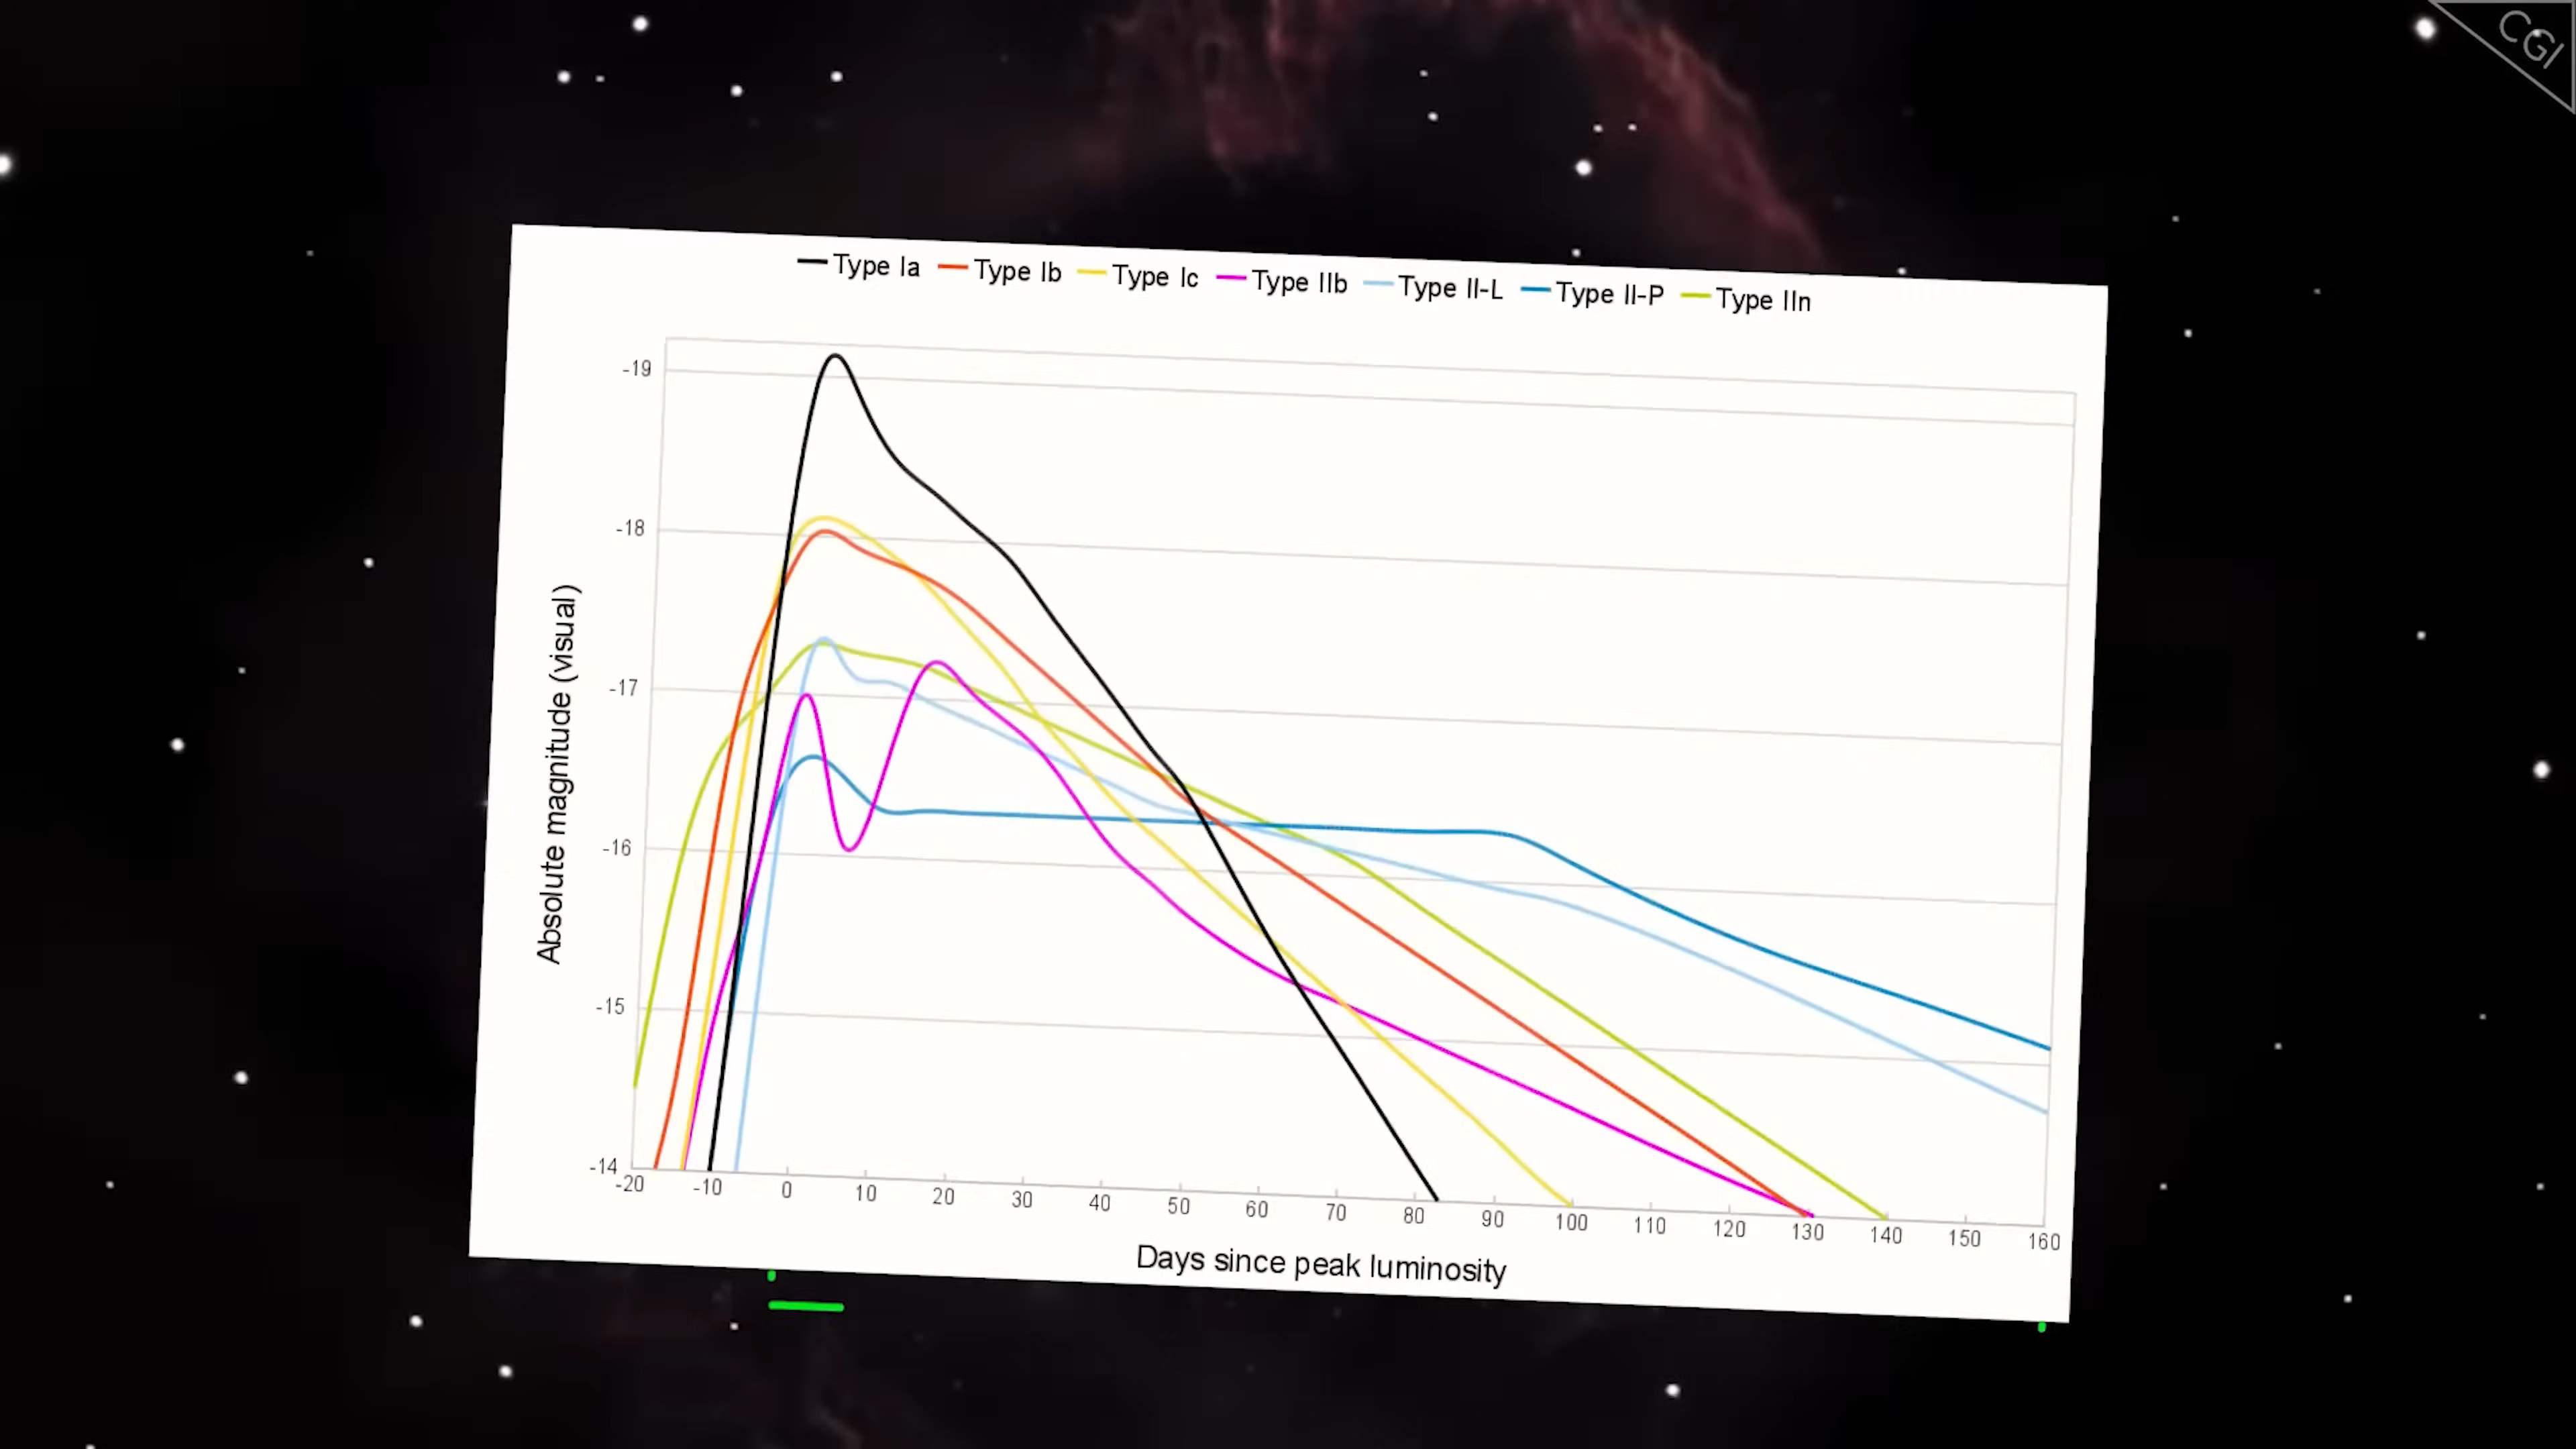 CGI
Type Ia Type Ib Type Ic Type IIb Type II-L Type II-P Type IIn
-19
-18
-17
-16
-15
-14
Absolute magnitude (visual)
-20 -10 0 10 20 30 40 50 60 70 80 90 100 110 120 130 140 150 160
Days since peak luminosity